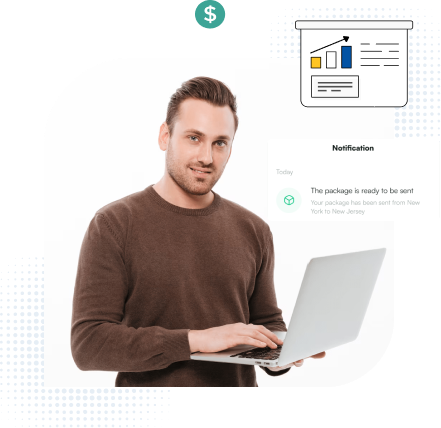 $
Notification
Today
The package is ready to be sent
Your package has been sent from New
York to New Jersey